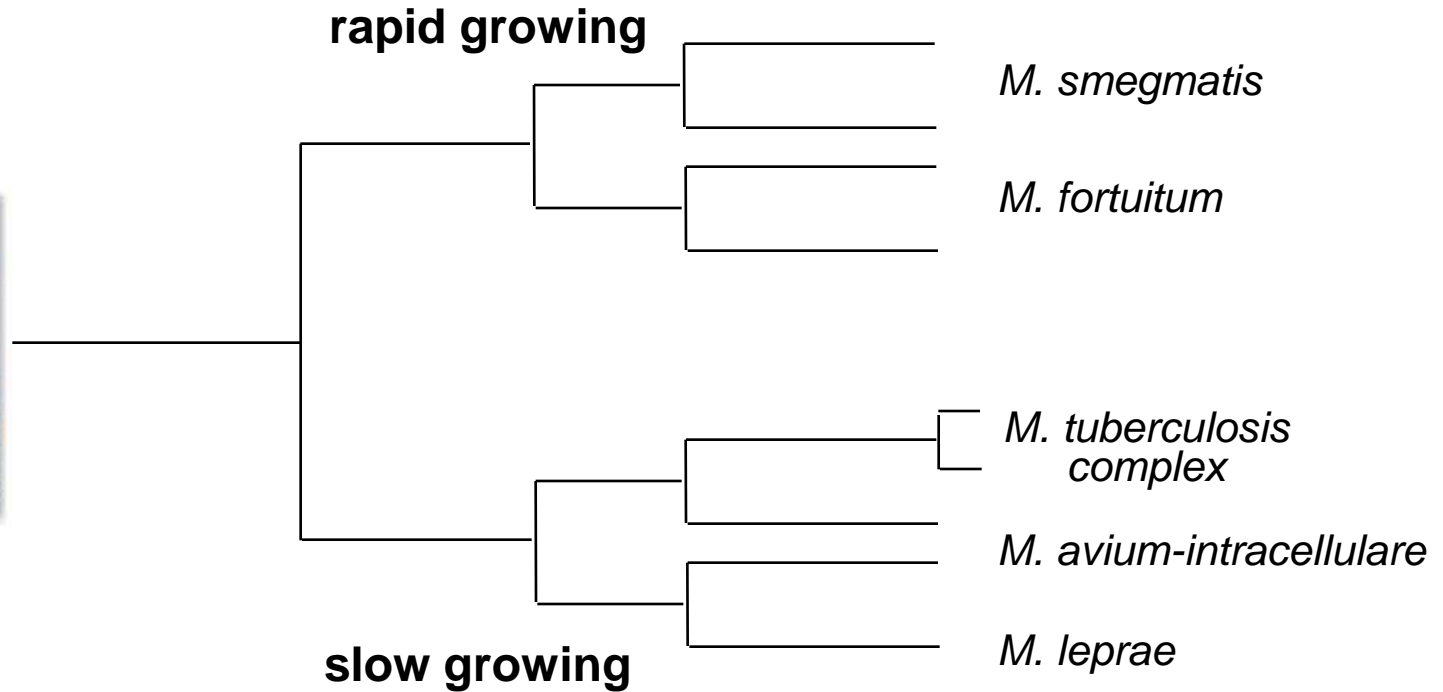 rapid growing
M. smegmatis
M. fortuitum
M. tuberculosis
complex
M. avium-intracellulare
M. leprae
slow growing